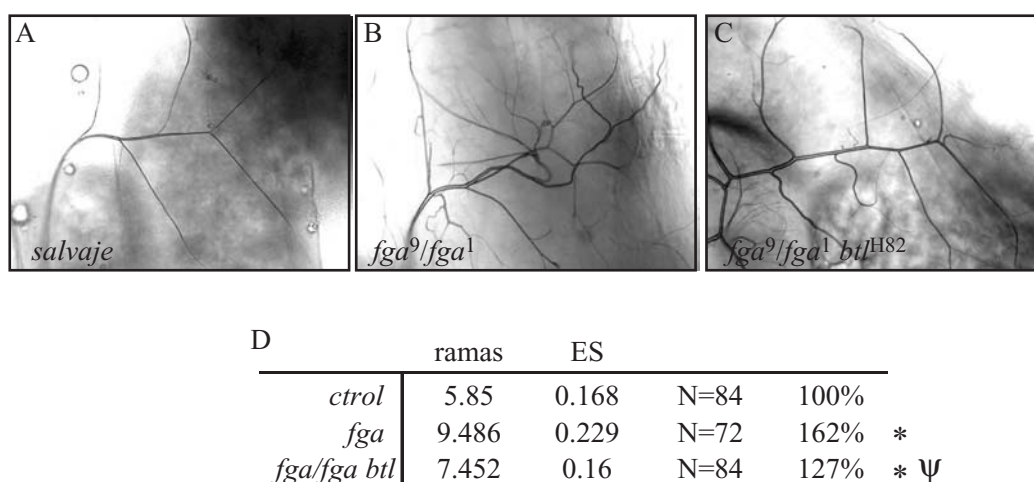 A
B
C
salvaje
fga⁹/fga¹
fga⁹/fga¹ btlᴴ⁸²
D
ramas ES
ctrol 5.85 0.168 N=84 100%
fga 9.486 0.229 N=72 162% *
fga/fga btl 7.452 0.16 N=84 127% * Ψ